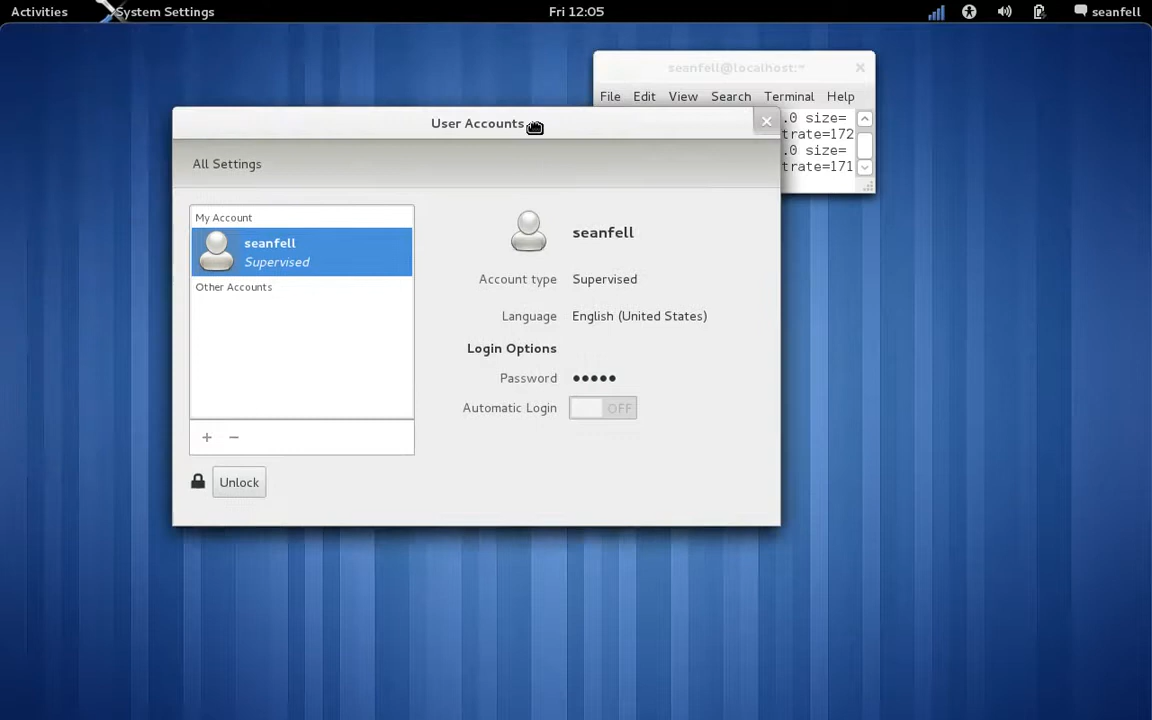 Activities
System Settings
Fri 12:05
seanfell
seanfell@localhost:~
File Edit View Search Terminal Help
.0 size=
trate=172
.0 size=
trate=171
User Accounts
All Settings
My Account
seanfell
Supervised
Other Accounts
+ −
Unlock
seanfell
Account type Supervised
Language English (United States)
Login Options
Password •••••
Automatic Login OFF